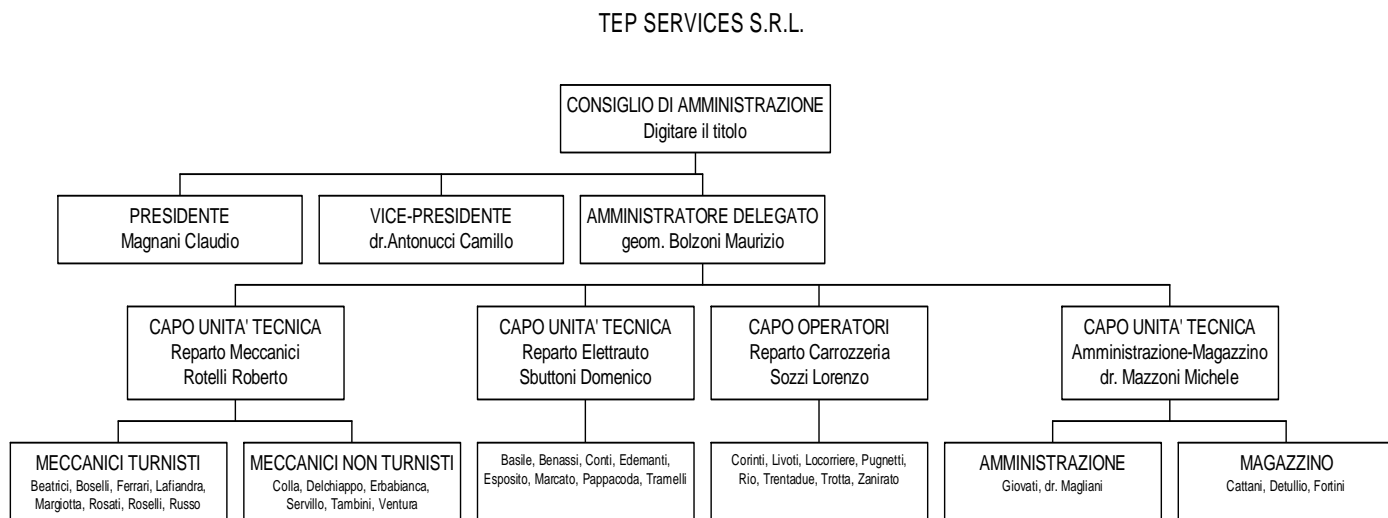 TEP SERVICES S.R.L.
CONSIGLIO DI AMMINISTRAZIONE
Digitare il titolo
PRESIDENTE
Magnani Claudio
VICE-PRESIDENTE
dr.Antonucci Camillo
AMMINISTRATORE DELEGATO
geom. Bolzoni Maurizio
CAPO UNITA' TECNICA
Reparto Meccanici
Rotelli Roberto
CAPO UNITA' TECNICA
Reparto Elettrauto
Sbuttoni Domenico
CAPO OPERATORI
Reparto Carrozzeria
Sozzi Lorenzo
CAPO UNITA' TECNICA
Amministrazione-Magazzino
dr. Mazzoni Michele
MECCANICI TURNISTI
Beatrici, Boselli, Ferrari, Lafiandra,
Margiotta, Rosati, Roselli, Russo
MECCANICI NON TURNISTI
Colla, Delchiappo, Erbabianca,
Servillo, Tambini, Ventura
Basile, Benassi, Conti, Edemanti,
Esposito, Marcato, Pappacoda, Tramelli
Corinti, Livoti, Locorriere, Pugnetti,
Rio, Trentadue, Trotta, Zanirato
AMMINISTRAZIONE
Giovati, dr. Magliani
MAGAZZINO
Cattani, Detullio, Fortini